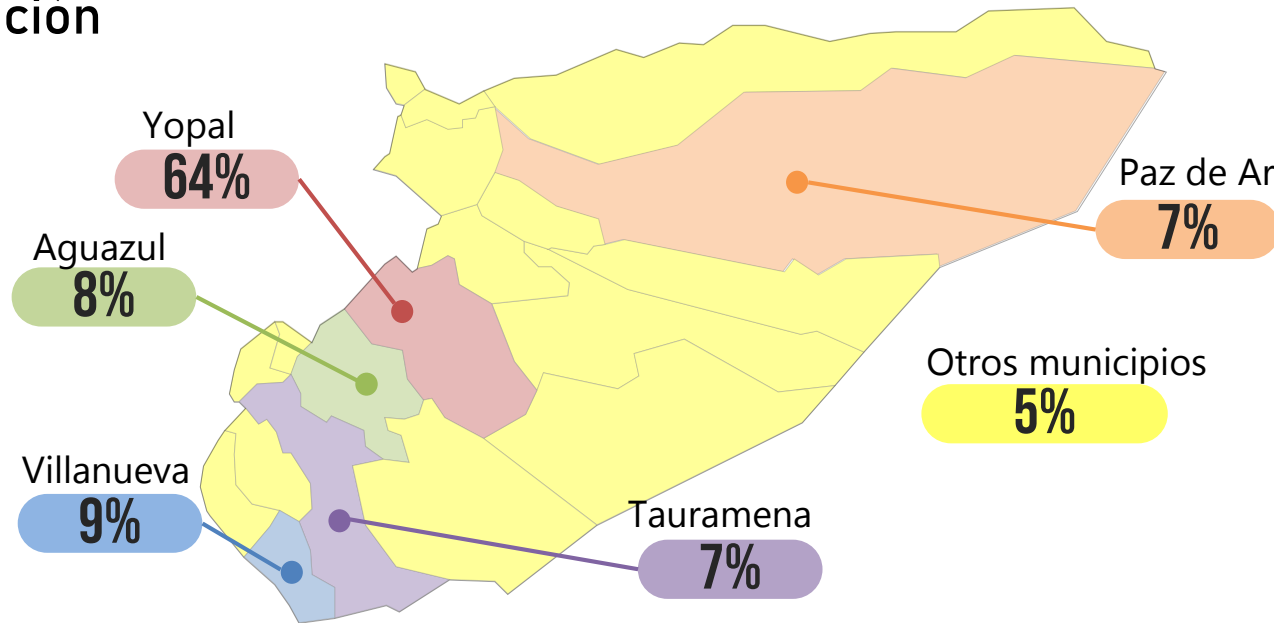 ción
Yopal
64%
Paz de Ar
7%
Aguazul
8%
Otros municipios
5%
Villanueva
9%
Tauramena
7%